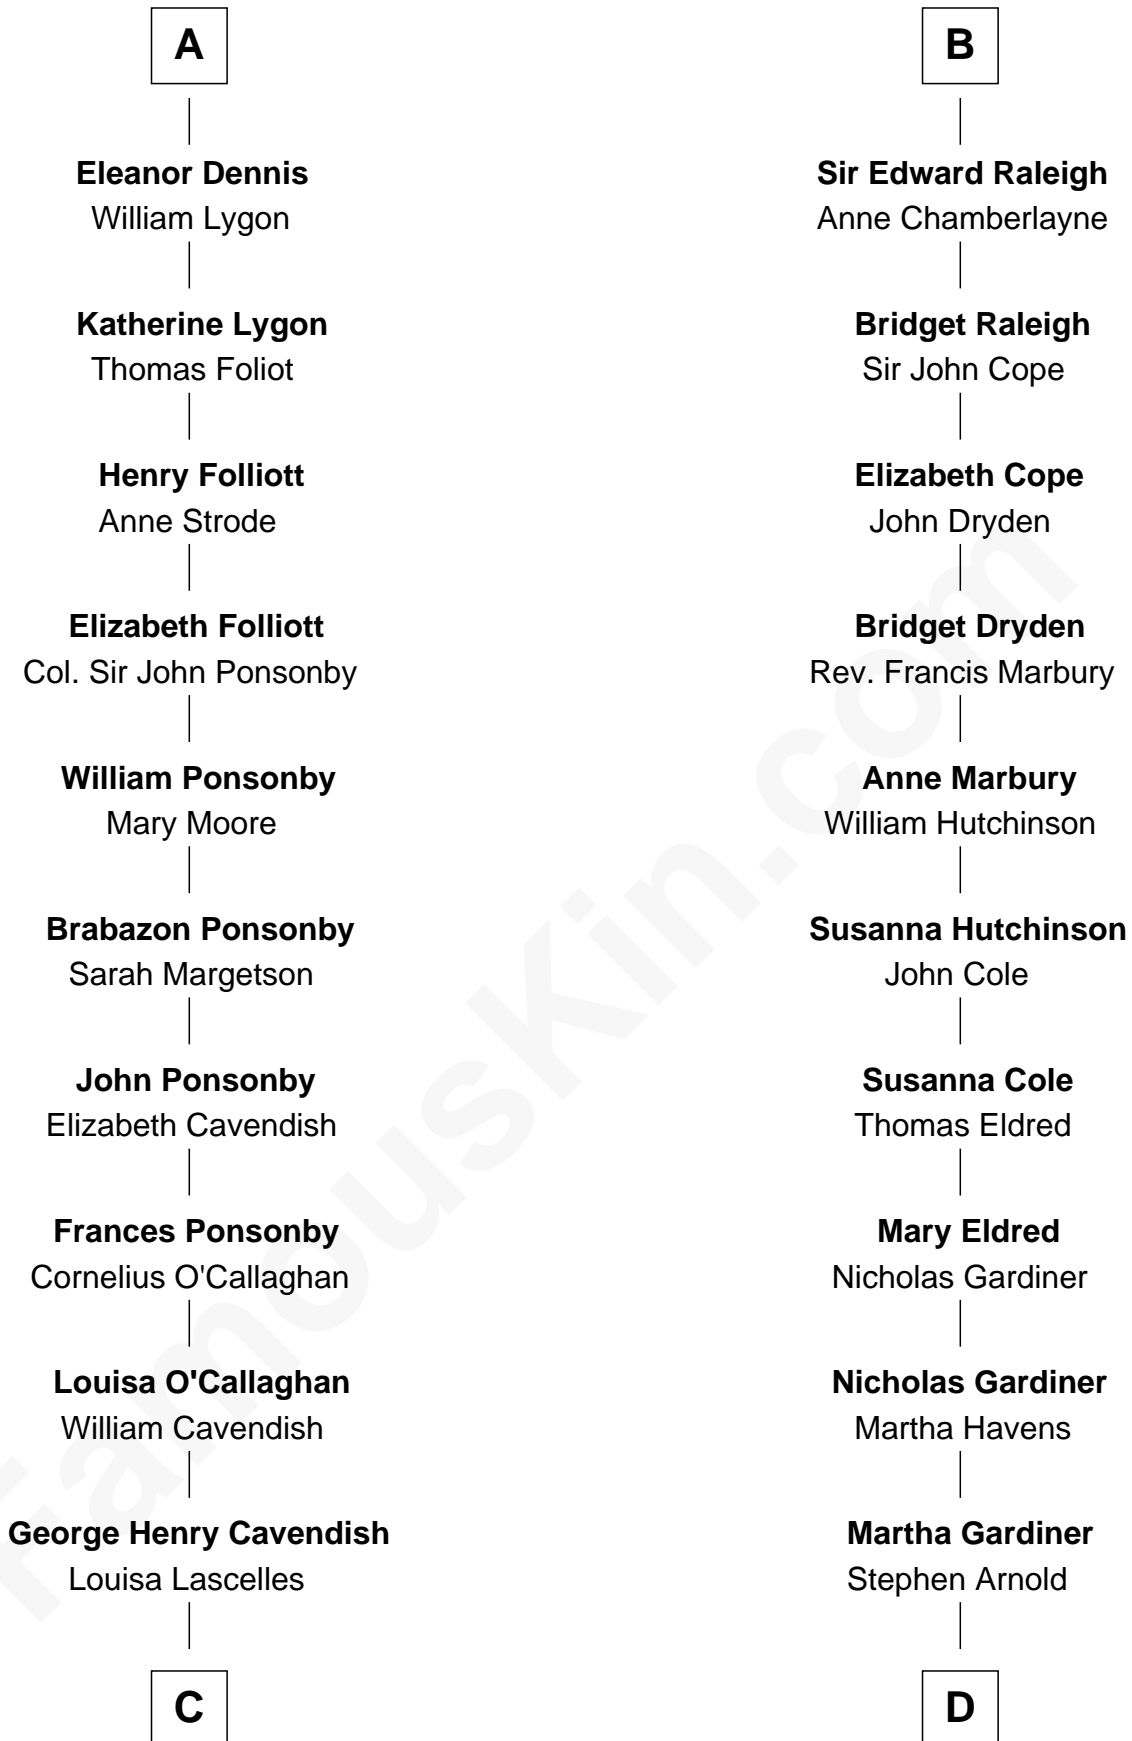 A
Eleanor Dennis
William Lygon
Katherine Lygon
Thomas Foliot
Henry Folliott
Anne Strode
Elizabeth Folliott
Col. Sir John Ponsonby
William Ponsonby
Mary Moore
Brabazon Ponsonby
Sarah Margetson
John Ponsonby
Elizabeth Cavendish
Frances Ponsonby
Cornelius O'Callaghan
Louisa O'Callaghan
William Cavendish
George Henry Cavendish
Louisa Lascelles
C
B
Sir Edward Raleigh
Anne Chamberlayne
Bridget Raleigh
Sir John Cope
Elizabeth Cope
John Dryden
Bridget Dryden
Rev. Francis Marbury
Anne Marbury
William Hutchinson
Susanna Hutchinson
John Cole
Susanna Cole
Thomas Eldred
Mary Eldred
Nicholas Gardiner
Nicholas Gardiner
Martha Havens
Martha Gardiner
Stephen Arnold
D
FamousKin.com